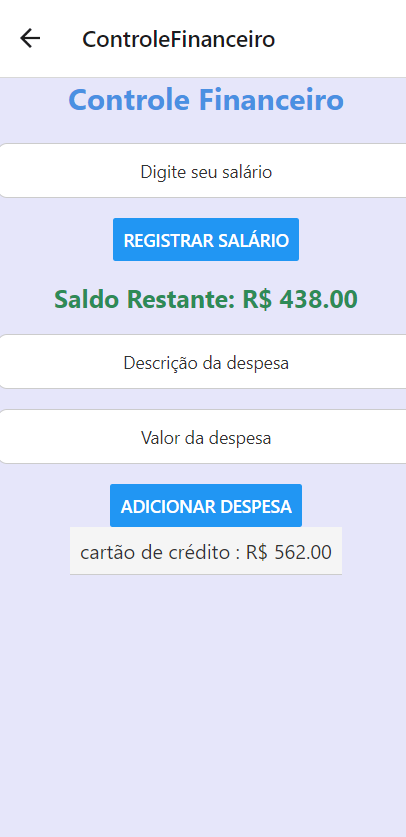 ControleFinanceiro
Controle Financeiro
Digite seu salário
REGISTRAR SALÁRIO
Saldo Restante: R$ 438.00
Descrição da despesa
Valor da despesa
ADICIONAR DESPESA
cartão de crédito : R$ 562.00